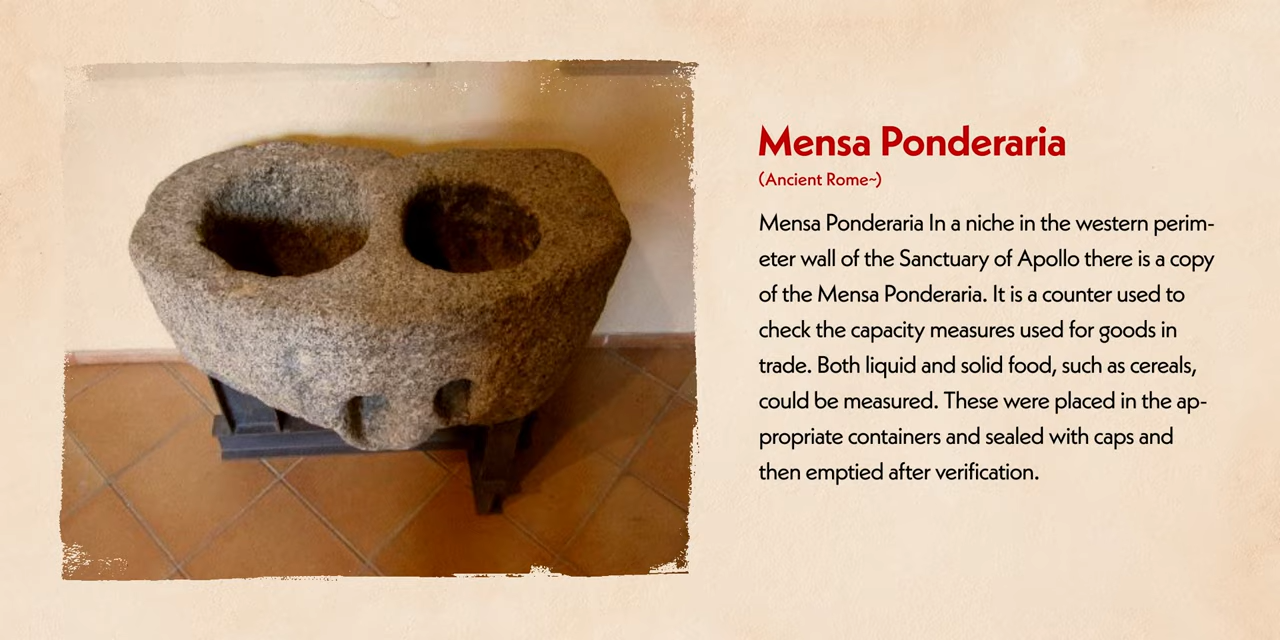 Mensa Ponderaria
(Ancient Rome~)
Mensa Ponderaria In a niche in the western perim-
eter wall of the Sanctuary of Apollo there is a copy
of the Mensa Ponderaria. It is a counter used to
check the capacity measures used for goods in
trade. Both liquid and solid food, such as cereals,
could be measured. These were placed in the ap-
propriate containers and sealed with caps and
then emptied after verification.